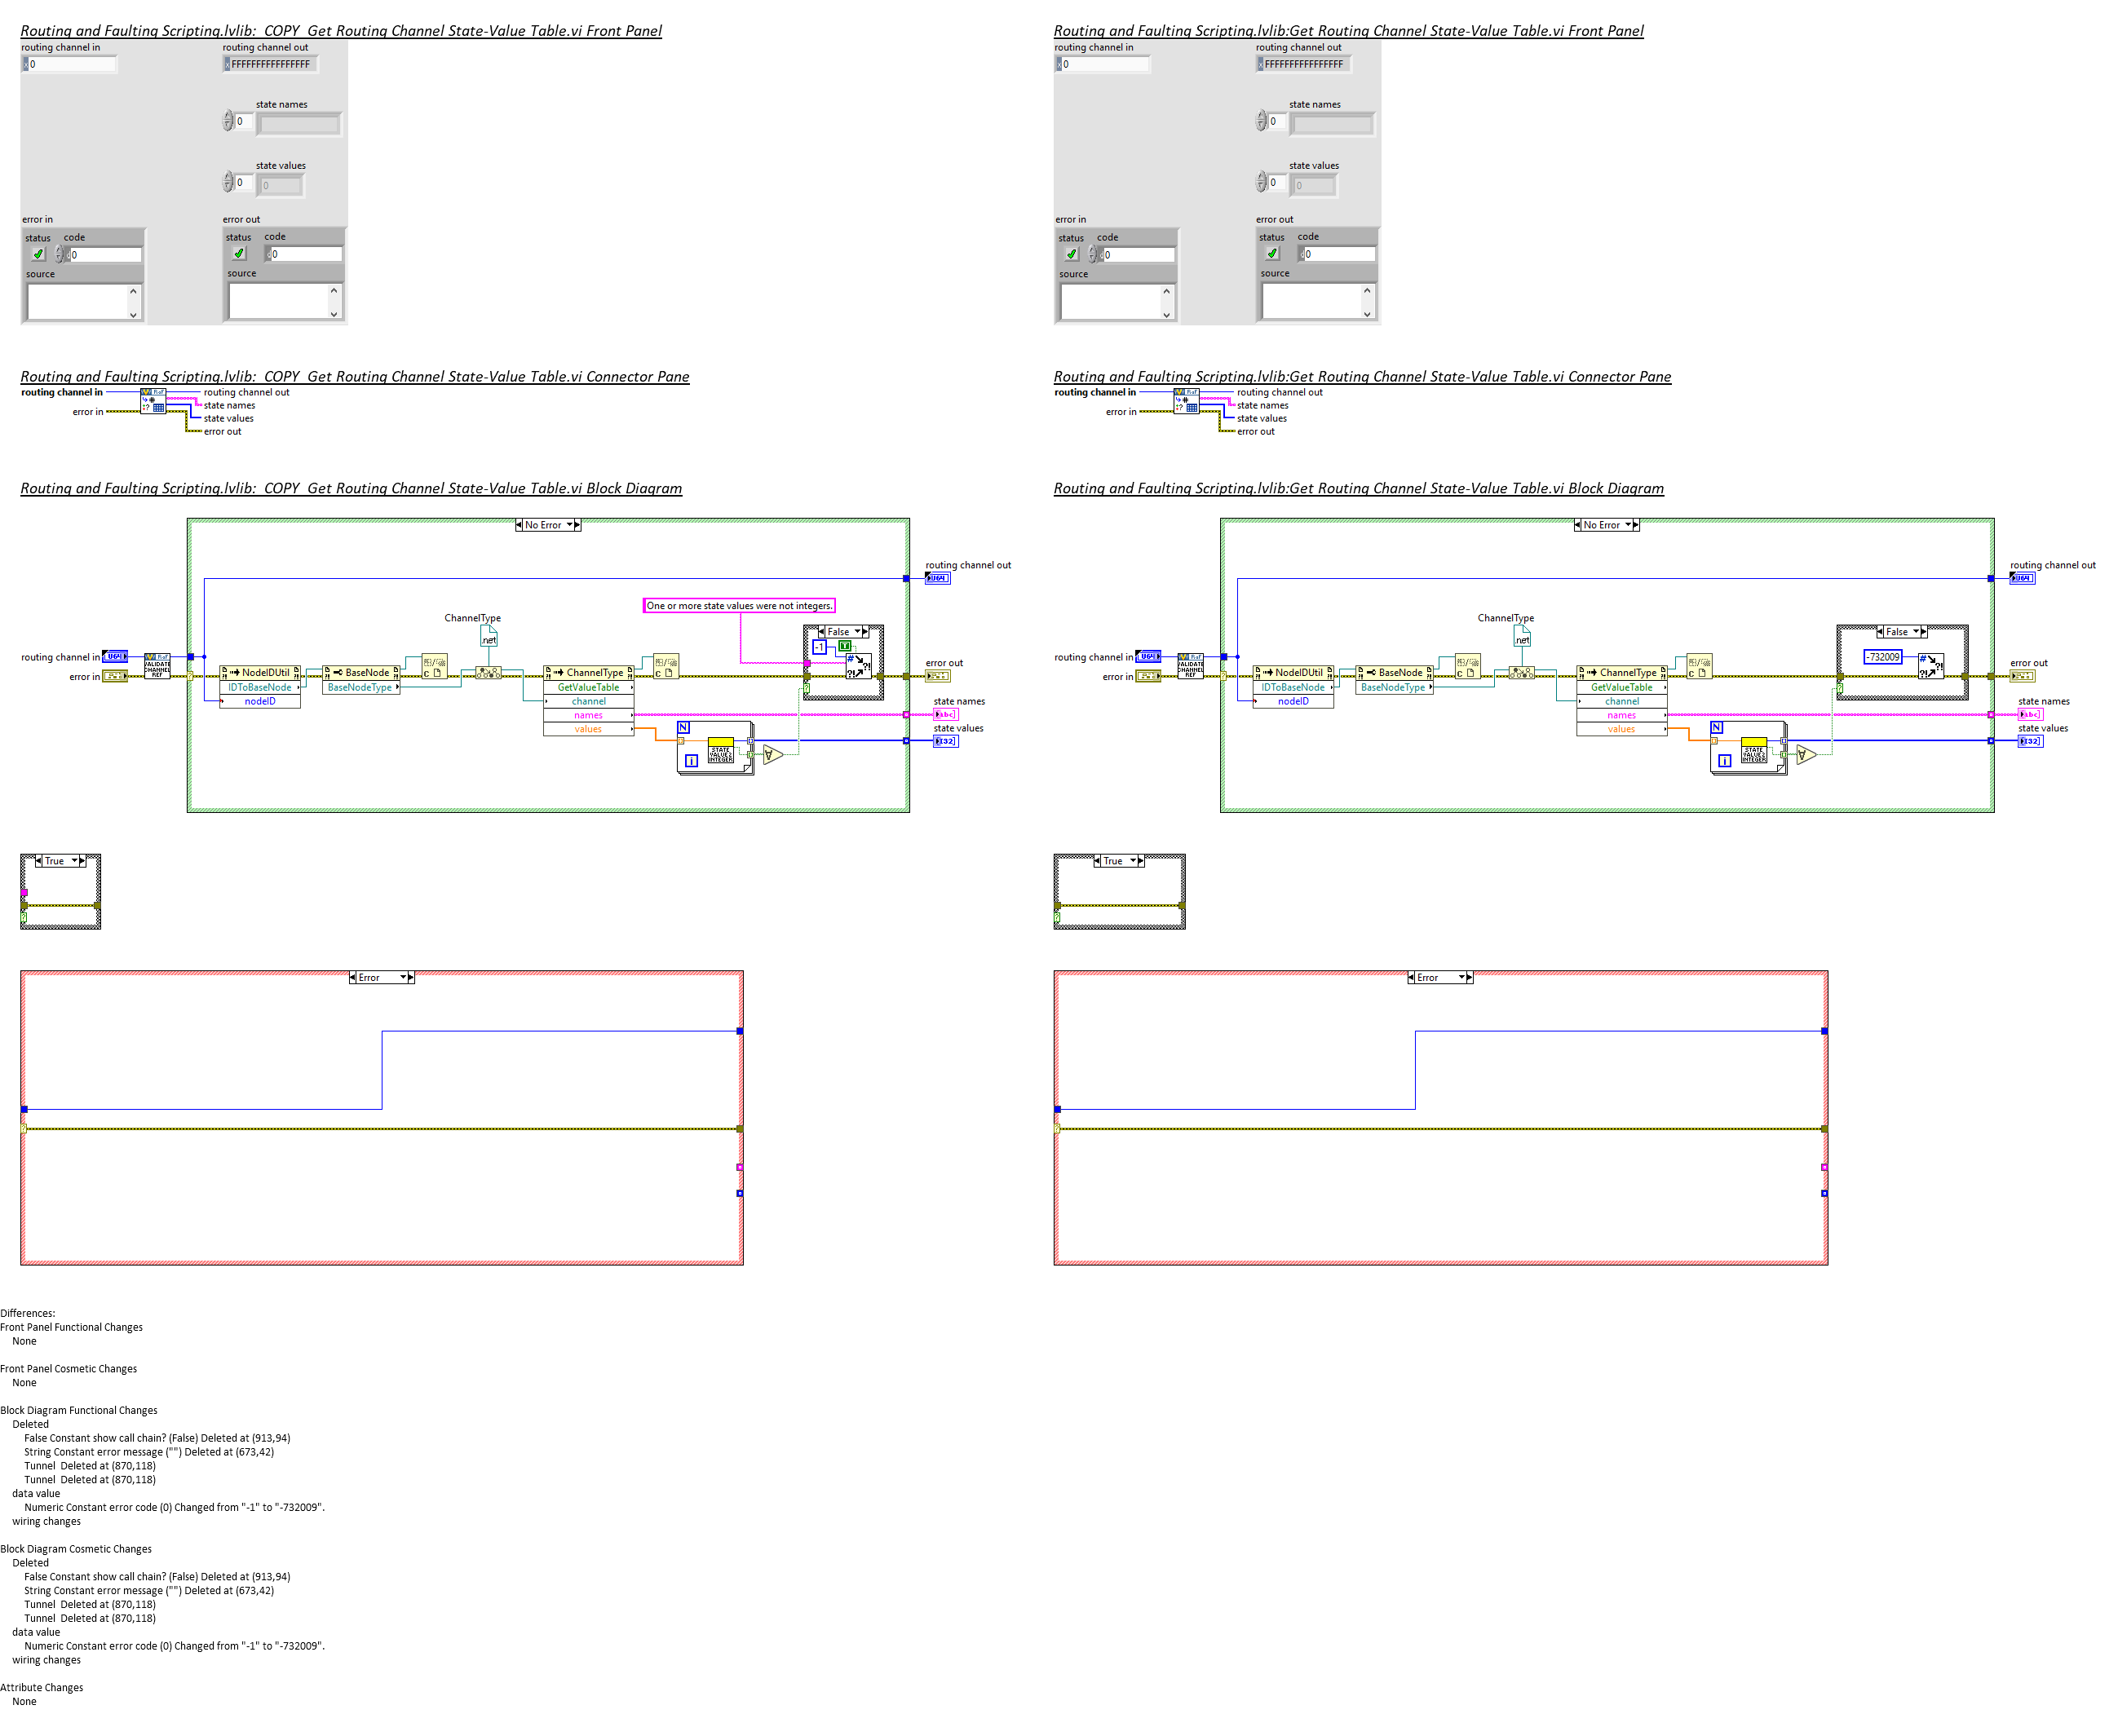 Routing and Faulting Scripting.lvlib:_COPY_Get Routing Channel State-Value Table.vi Front Panel
routing channel in
routing channel out
x 0
x FFFFFFFFFFFFFFFF
state names
0
state values
0
0
error in
error out
status
code
status
code
0
0
source
source
Routing and Faulting Scripting.lvlib:_COPY_Get Routing Channel State-Value Table.vi Connector Pane
routing channel in
routing channel out
state names
error in
state values
error out
Routing and Faulting Scripting.lvlib:_COPY_Get Routing Channel State-Value Table.vi Block Diagram
No Error
routing channel out
U64
One or more state values were not integers.
ChannelType
.net
False
-1
T
routing channel in
U64
VALIDATE CHANNEL REF
error in
NodeIDUtil
IDToBaseNode
nodeID
BaseNode
BaseNodeType
ChannelType
GetValueTable
channel
names
values
error out
state names
abc
state values
I32
N
STATE VALUE2 INTEGER
i
True
Error
Routing and Faulting Scripting.lvlib:Get Routing Channel State-Value Table.vi Front Panel
routing channel in
routing channel out
x 0
x FFFFFFFFFFFFFFFF
state names
0
state values
0
0
error in
error out
status
code
status
code
0
0
source
source
Routing and Faulting Scripting.lvlib:Get Routing Channel State-Value Table.vi Connector Pane
routing channel in
routing channel out
state names
error in
state values
error out
Routing and Faulting Scripting.lvlib:Get Routing Channel State-Value Table.vi Block Diagram
No Error
routing channel out
U64
ChannelType
.net
False
-732009
routing channel in
U64
VALIDATE CHANNEL REF
error in
NodeIDUtil
IDToBaseNode
nodeID
BaseNode
BaseNodeType
ChannelType
GetValueTable
channel
names
values
error out
state names
abc
state values
I32
N
STATE VALUE2 INTEGER
i
True
Error
Differences:
Front Panel Functional Changes
None
Front Panel Cosmetic Changes
None
Block Diagram Functional Changes
Deleted
False Constant show call chain? (False) Deleted at (913,94)
String Constant error message ("") Deleted at (673,42)
Tunnel  Deleted at (870,118)
Tunnel  Deleted at (870,118)
data value
Numeric Constant error code (0) Changed from "-1" to "-732009".
wiring changes
Block Diagram Cosmetic Changes
Deleted
False Constant show call chain? (False) Deleted at (913,94)
String Constant error message ("") Deleted at (673,42)
Tunnel  Deleted at (870,118)
Tunnel  Deleted at (870,118)
data value
Numeric Constant error code (0) Changed from "-1" to "-732009".
wiring changes
Attribute Changes
None